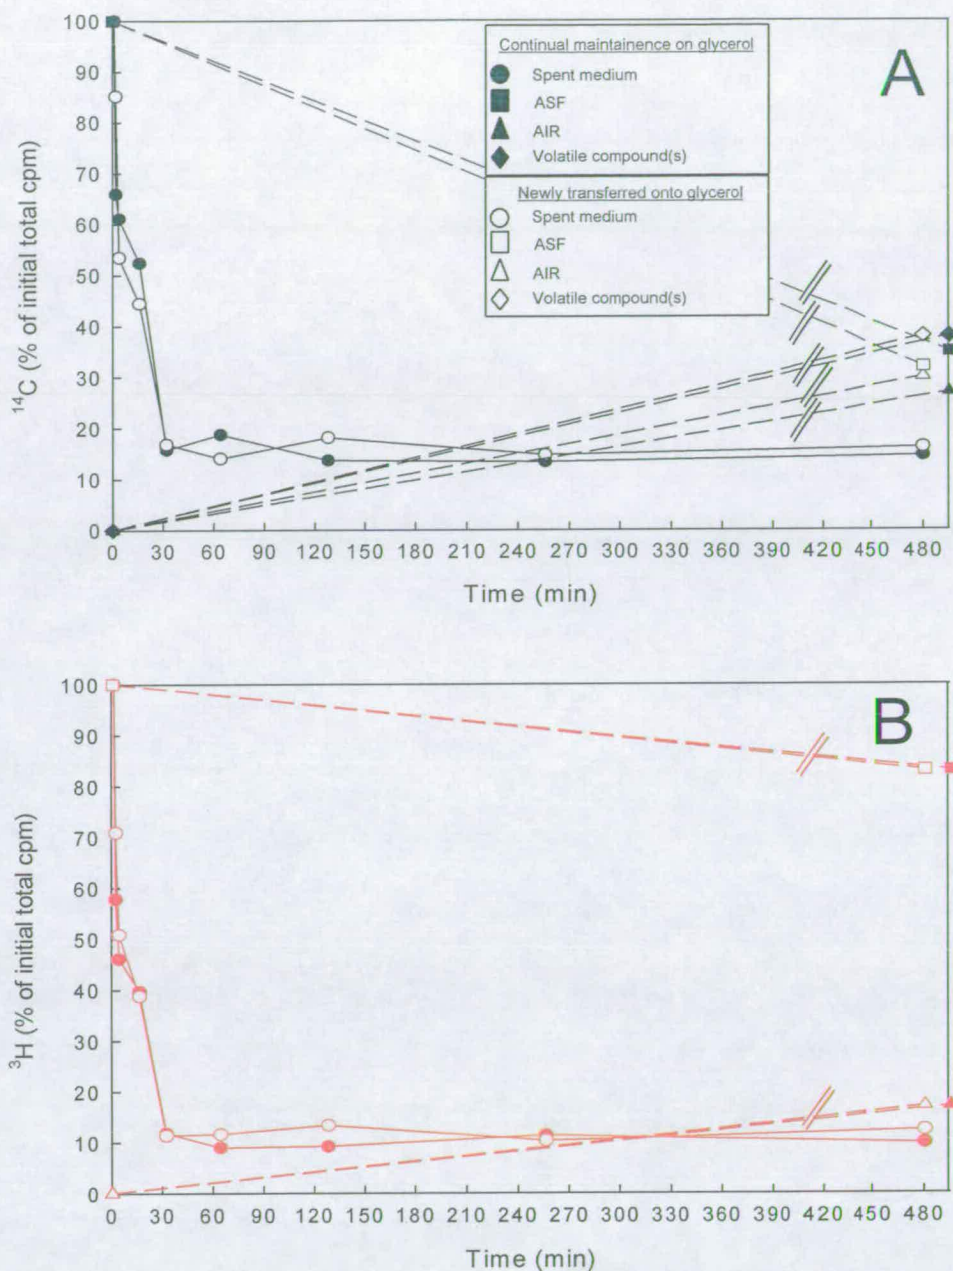 A
Continual maintainence on glycerol
Spent medium
ASF
AIR
Volatile compound(s)
Newly transferred onto glycerol
Spent medium
ASF
AIR
Volatile compound(s)
¹⁴C (% of initial total cpm)
100
90
80
70
60
50
40
30
20
10
0
0 30 60 90 120 150 180 210 240 270 300 330 360 390 420 450 480
Time (min)
B
³H (% of initial total cpm)
100
90
80
70
60
50
40
30
20
10
0
0 30 60 90 120 150 180 210 240 270 300 330 360 390 420 450 480
Time (min)